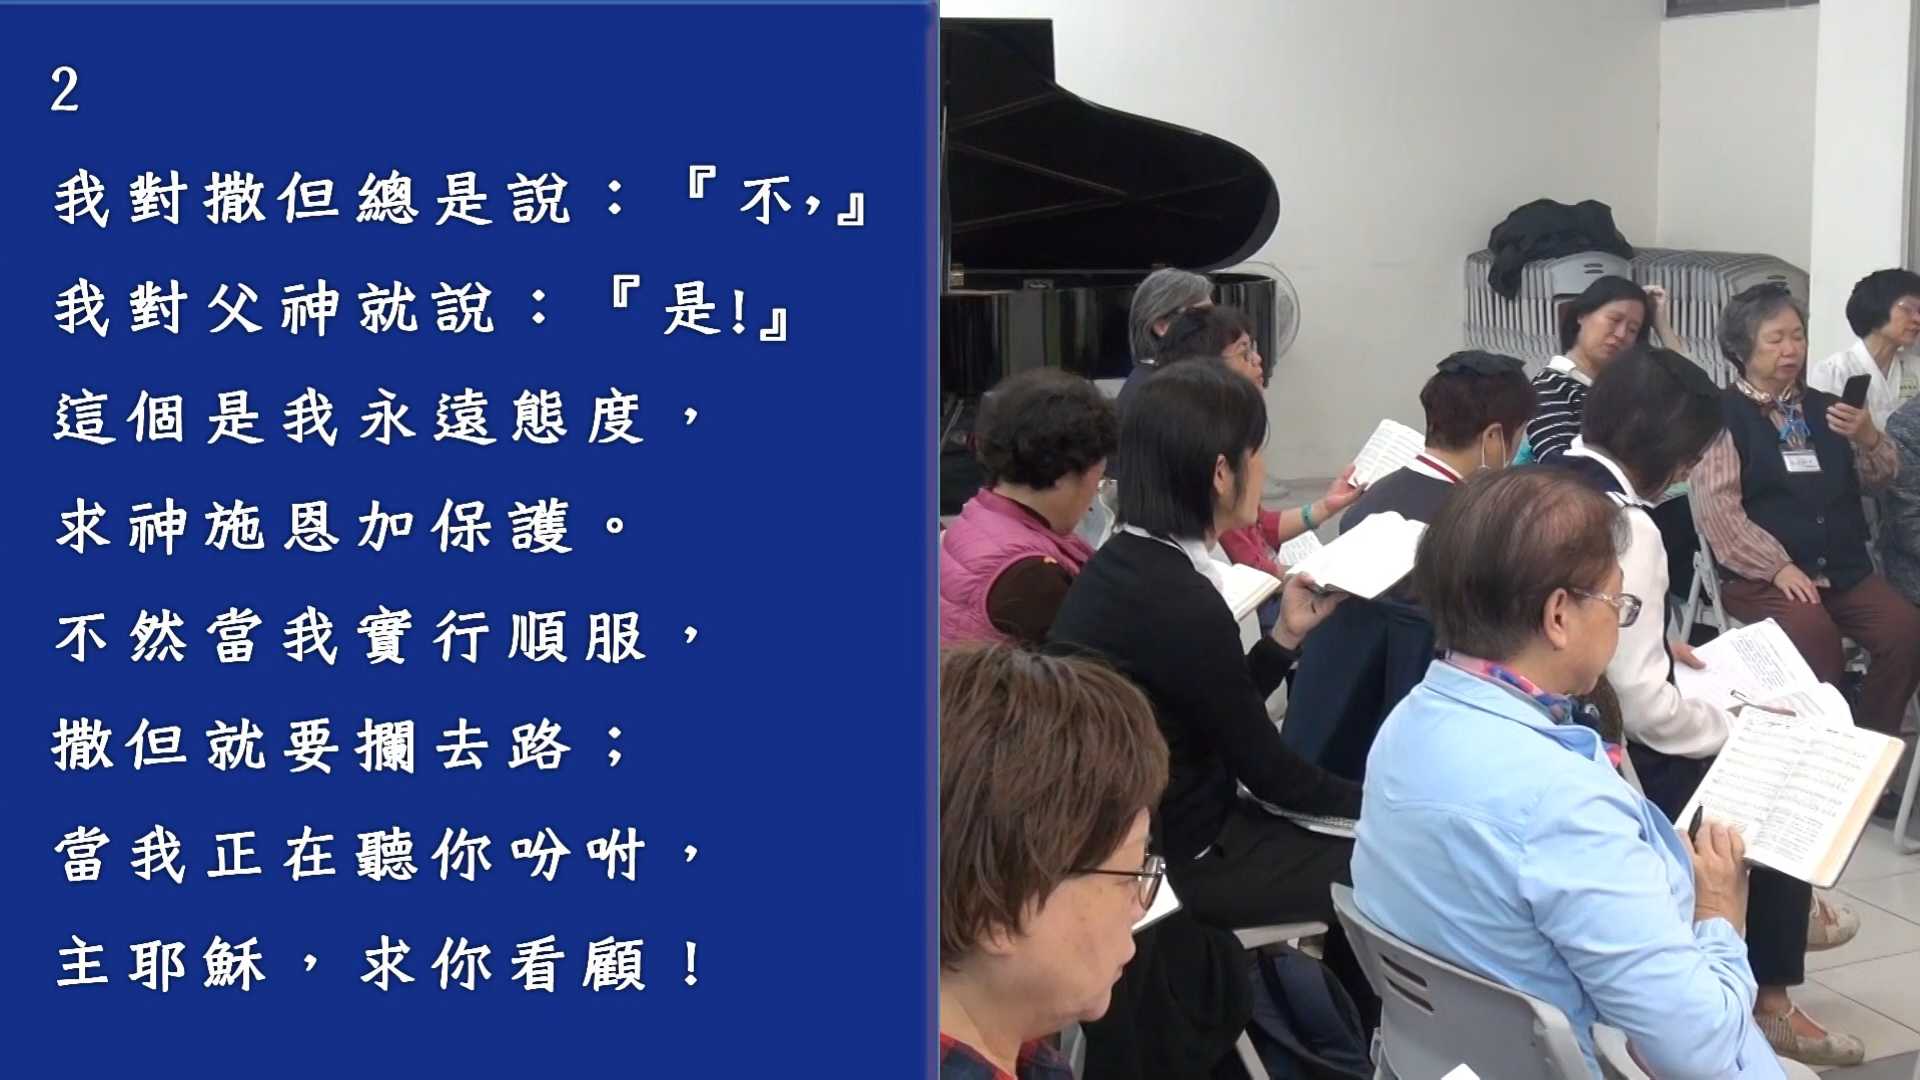 2
我對撒但總是說：『不，』
我對父神就說：『是！』
這個是我永遠態度，
求神施恩加保護。
不然當我實行順服，
撒但就要攔去路；
當我正在聽你吩咐，
主耶穌，求你看顧！